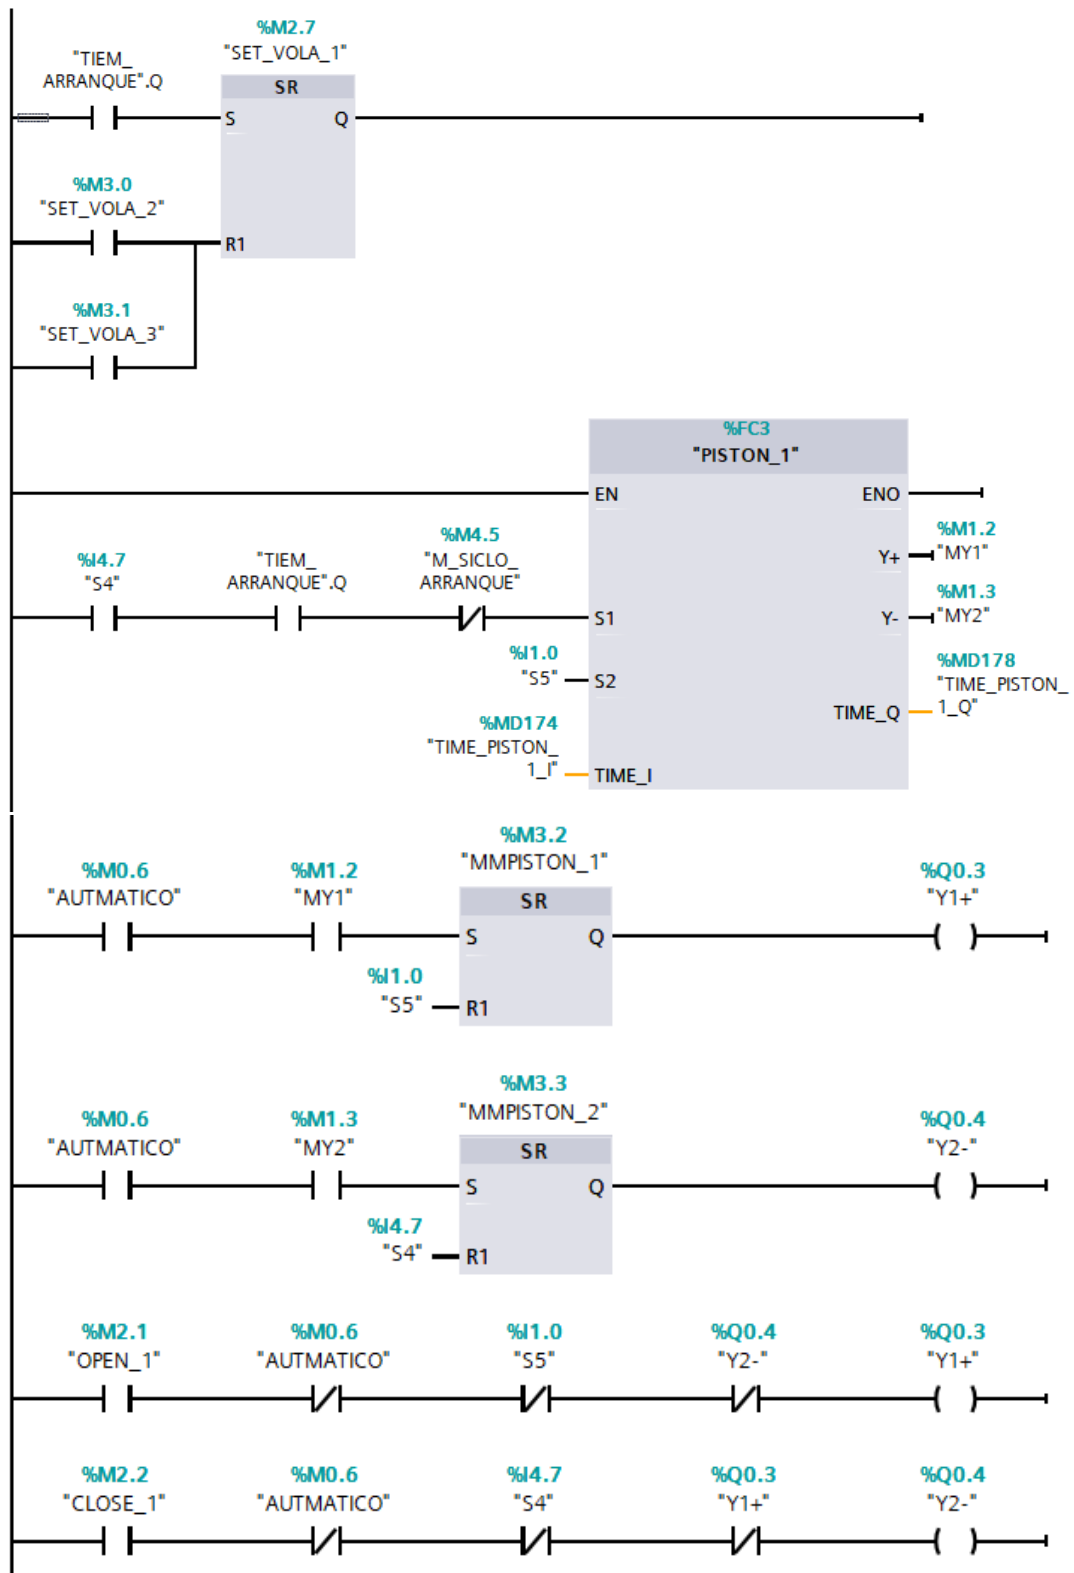 %M2.7
"SET_VOLA_1"
"TIEM_
ARRANQUE".Q
SR
S Q
%M3.0
"SET_VOLA_2"
R1
%M3.1
"SET_VOLA_3"
%FC3
"PISTON_1"
EN ENO
%M1.2
"MY1"
Y+
%I4.7
"S4"
"TIEM_
ARRANQUE".Q
%M4.5
"M_SICLO_
ARRANQUE"
S1
%M1.3
"MY2"
Y-
%I1.0
"S5"
S2
%MD178
"TIME_PISTON_
1_Q"
TIME_Q
%MD174
"TIME_PISTON_
1_I"
TIME_I
%M3.2
"MMPISTON_1"
%M0.6
"AUTMATICO"
%M1.2
"MY1"
SR
S Q
%Q0.3
"Y1+"
%I1.0
"S5"
R1
%M3.3
"MMPISTON_2"
%M0.6
"AUTMATICO"
%M1.3
"MY2"
SR
S Q
%Q0.4
"Y2-"
%I4.7
"S4"
R1
%M2.1 %M0.6 %I1.0 %Q0.4 %Q0.3
"OPEN_1" "AUTMATICO" "S5" "Y2-" "Y1+"
%M2.2 %M0.6 %I4.7 %Q0.3 %Q0.4
"CLOSE_1" "AUTMATICO" "S4" "Y1+" "Y2-"